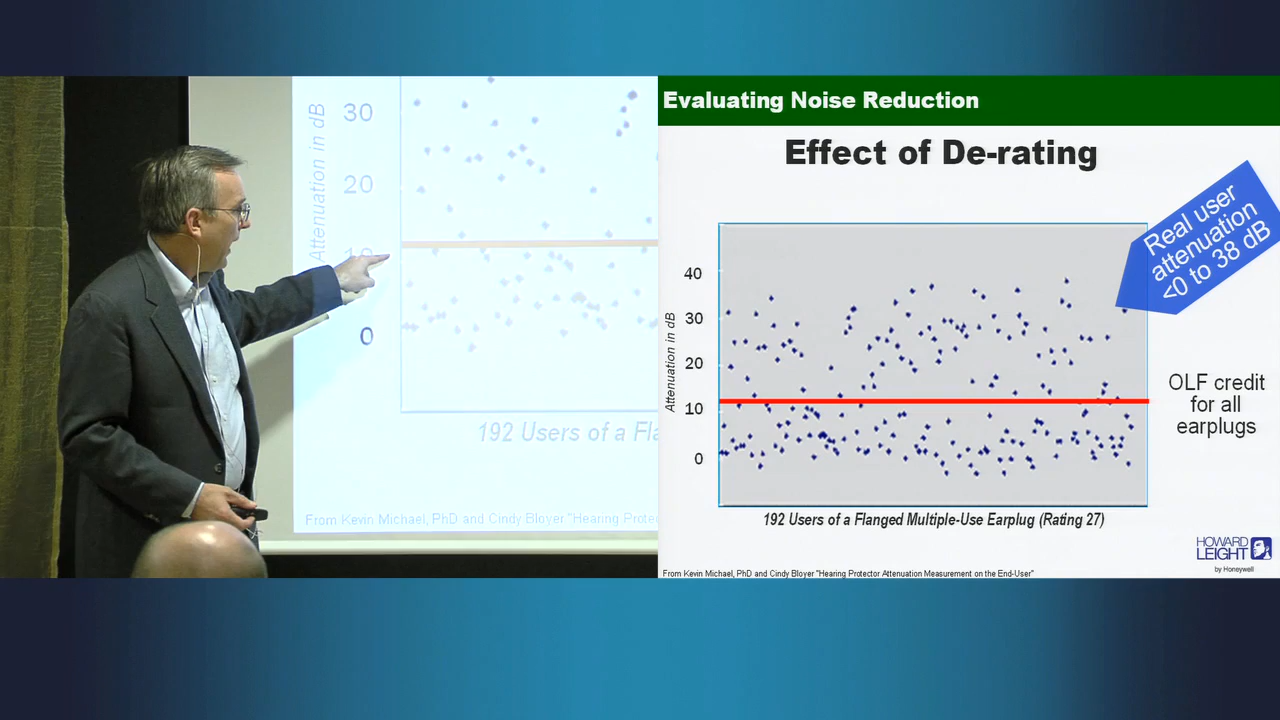 30
20
10
0
Attenuation in dB
192 Users of a Fla
From Kevin Michael, PhD and Cindy Bloyer "Hearing Protec
Evaluating Noise Reduction
Effect of De-rating
Real user
attenuation
<0 to 38 dB
40
30
20
10
0
Attenuation in dB
OLF credit
for all
earplugs
192 Users of a Flanged Multiple-Use Earplug (Rating 27)
HOWARD
LEIGHT
by Honeywell
From Kevin Michael, PhD and Cindy Bloyer "Hearing Protector Attenuation Measurement on the End-User"